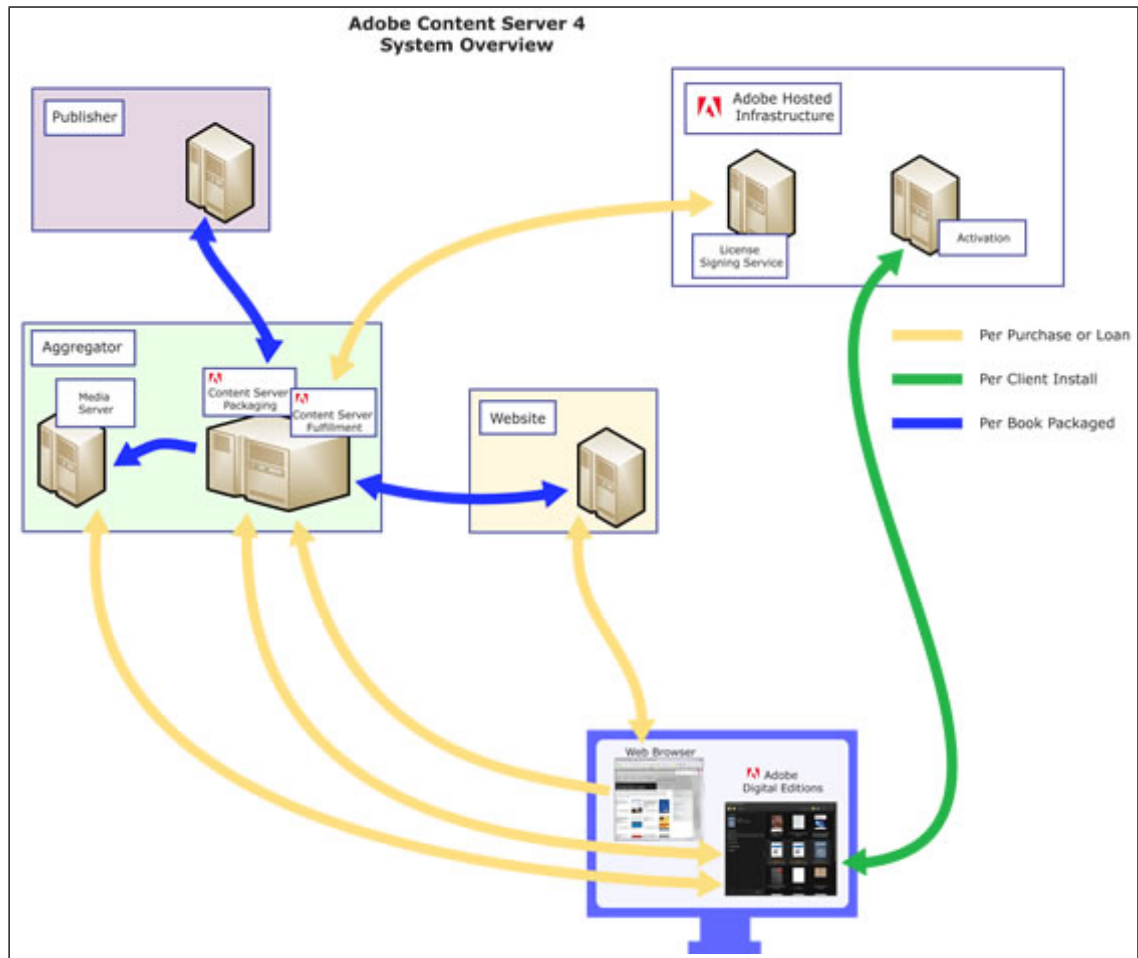 Adobe Content Server 4
System Overview
Publisher
Adobe Hosted
Infrastructure
License
Signing Service
Activation
Aggregator
Media
Server
Content Server
Packaging
Content Server
Fulfillment
Website
Per Purchase or Loan
Per Client Install
Per Book Packaged
Web Browser
Adobe
Digital Editions